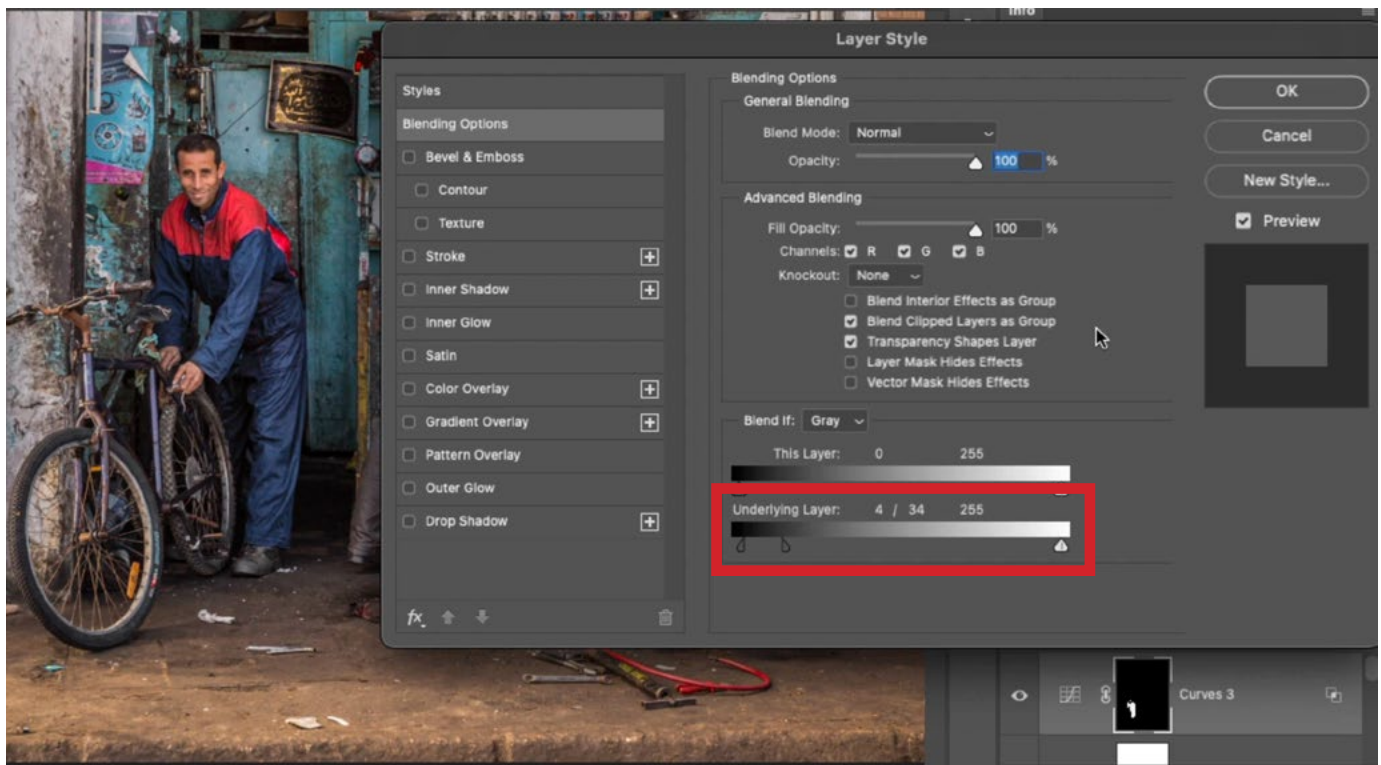 Info
Layer Style
Styles
Blending Options
Bevel & Emboss
Contour
Texture
Stroke
Inner Shadow
Inner Glow
Satin
Color Overlay
Gradient Overlay
Pattern Overlay
Outer Glow
Drop Shadow
fx
Blending Options
General Blending
Blend Mode: Normal
Opacity: 100 %
Advanced Blending
Fill Opacity: 100 %
Channels: R G B
Knockout: None
Blend Interior Effects as Group
Blend Clipped Layers as Group
Transparency Shapes Layer
Layer Mask Hides Effects
Vector Mask Hides Effects
Blend If: Gray
This Layer: 0 255
Underlying Layer: 4 / 34 255
OK
Cancel
New Style...
Preview
Curves 3